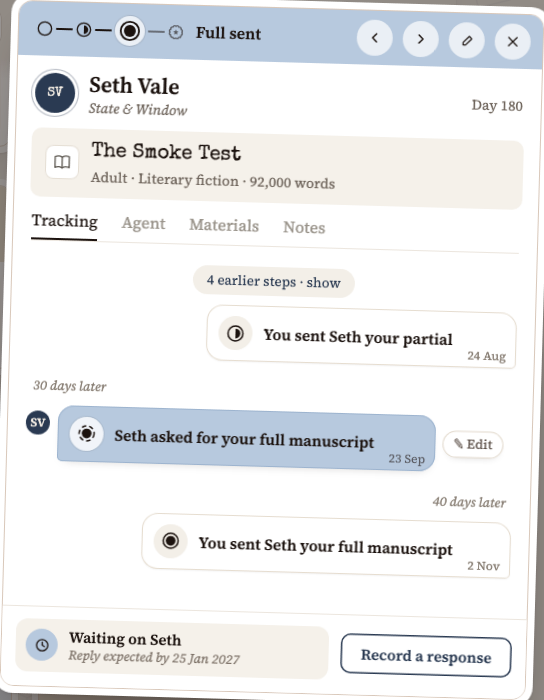 Full sent
SV
Seth Vale
State & Window
Day 180
The Smoke Test
Adult · Literary fiction · 92,000 words
Tracking
Agent
Materials
Notes
4 earlier steps · show
You sent Seth your partial
24 Aug
30 days later
SV
Seth asked for your full manuscript
23 Sep
✎ Edit
40 days later
You sent Seth your full manuscript
2 Nov
Waiting on Seth
Reply expected by 25 Jan 2027
Record a response